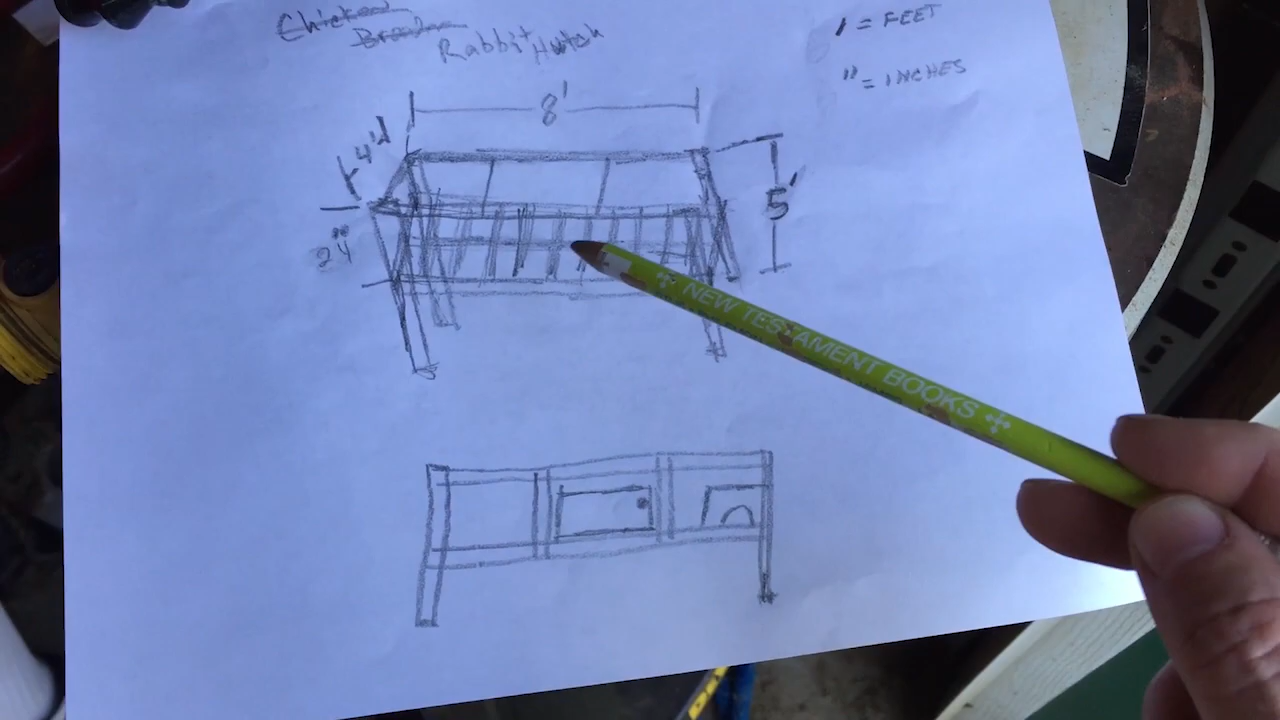 Chicken
Brooder
Rabbit Hutch
' = FEET
" = INCHES
8'
4'
5'
24"
NEW TESTAMENT BOOKS